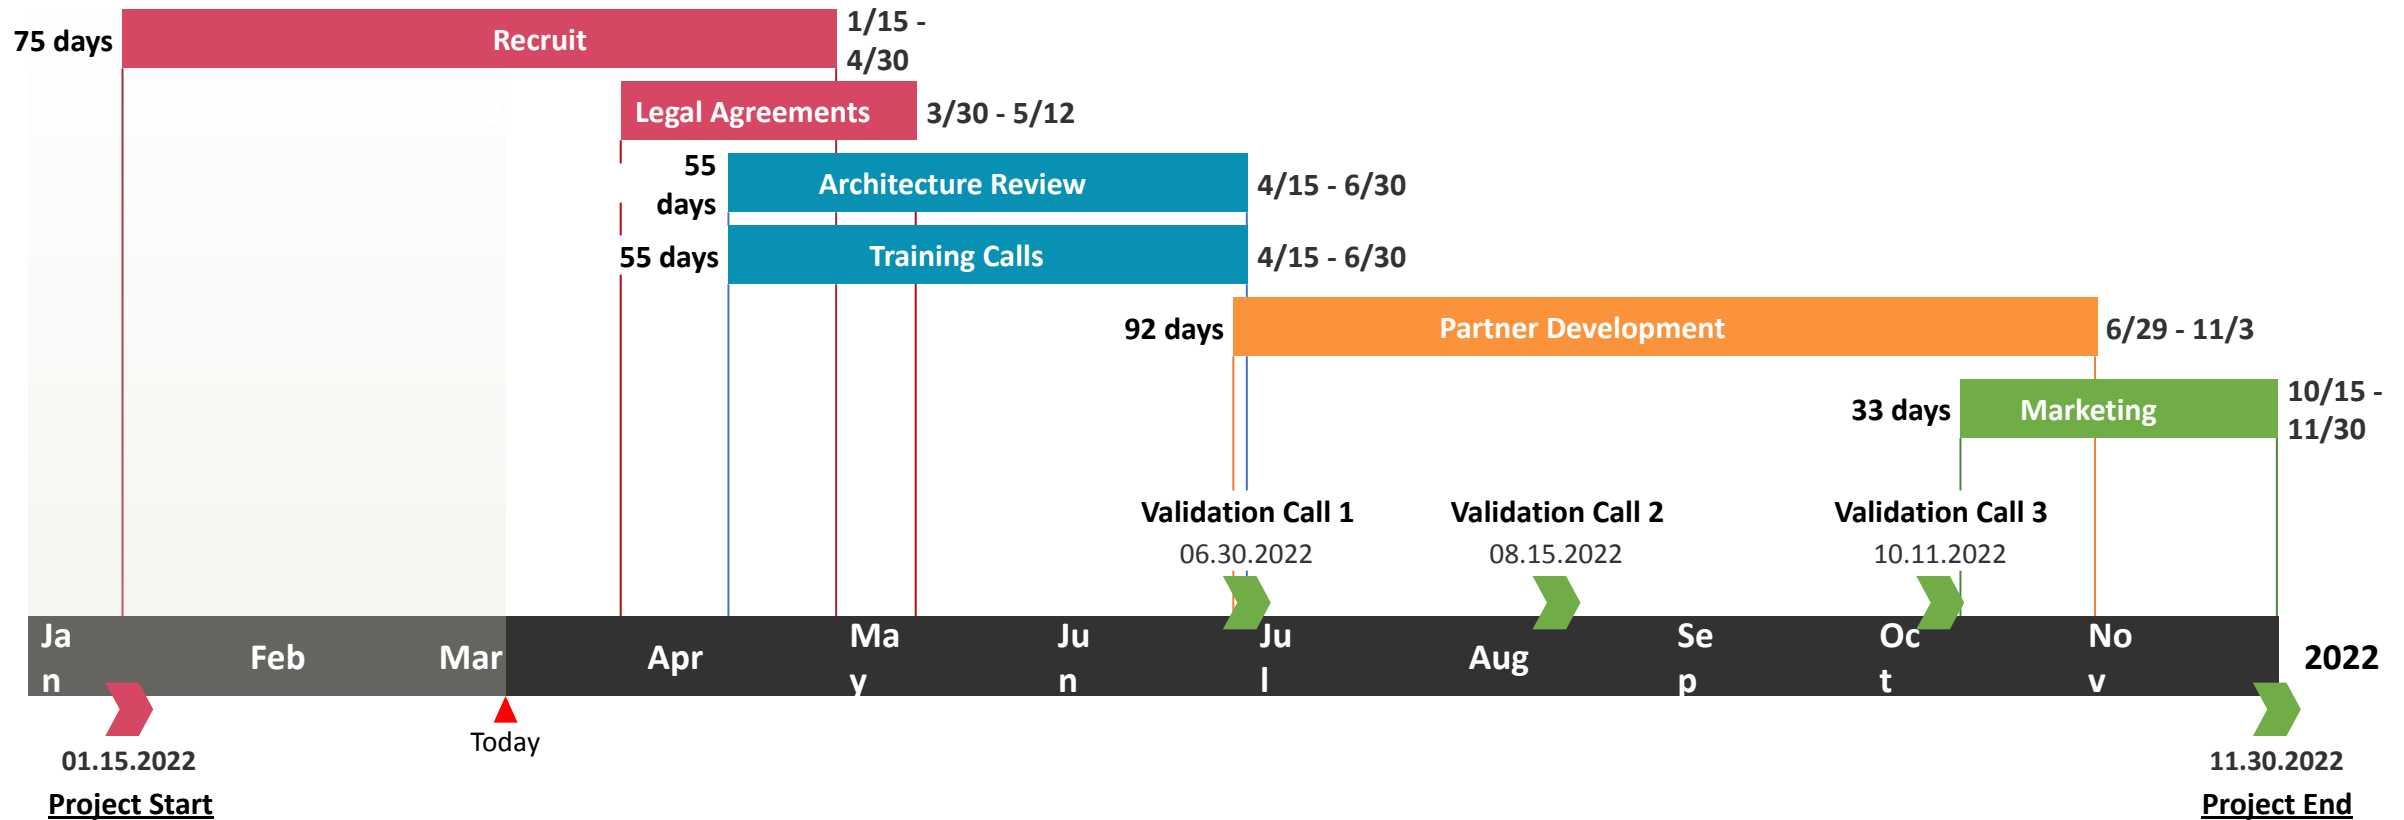 75 days
Recruit
1/15 -
4/30
Legal Agreements
3/30 - 5/12
55
days
Architecture Review
4/15 - 6/30
55 days
Training Calls
4/15 - 6/30
92 days
Partner Development
6/29 - 11/3
33 days
Marketing
10/15 -
11/30
Validation Call 1
06.30.2022
Validation Call 2
08.15.2022
Validation Call 3
10.11.2022
Ja
n
Feb
Mar
Apr
Ma
y
Ju
n
Ju
l
Aug
Se
p
Oc
t
No
v
2022
Today
01.15.2022
Project Start
11.30.2022
Project End